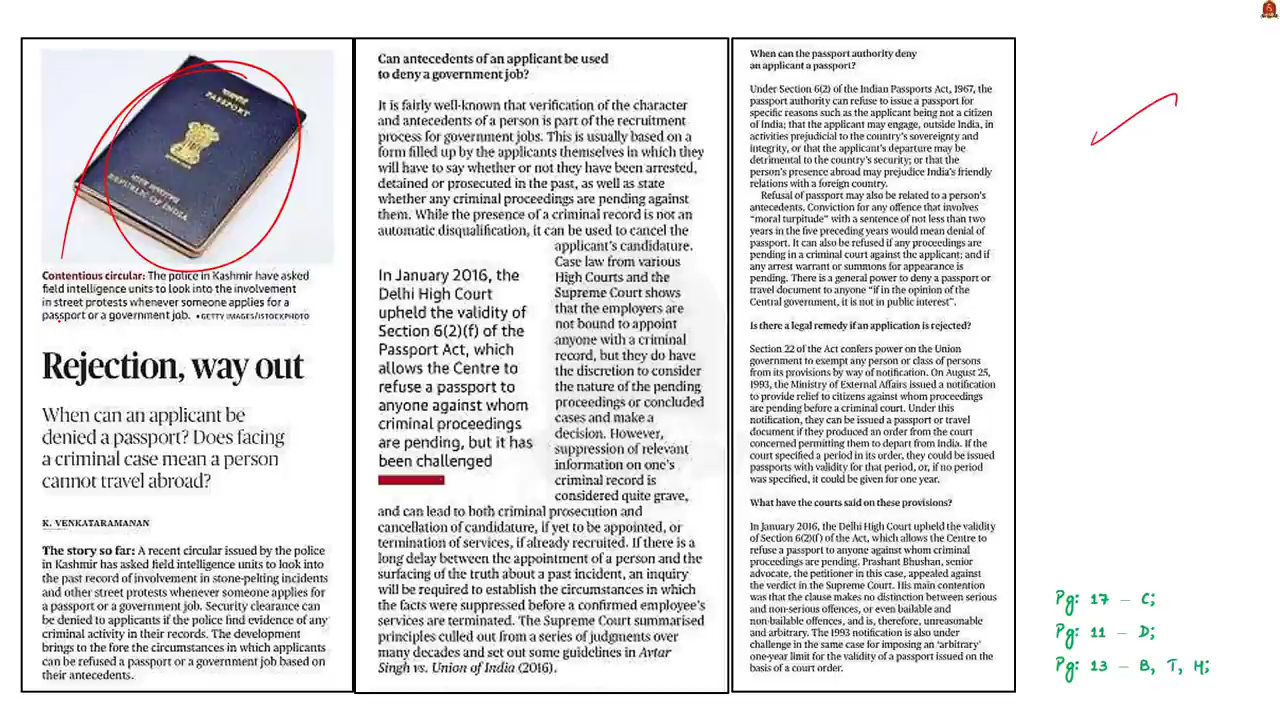 PASSPORT
REPUBLIC OF INDIA
Contentious circular: The police in Kashmir have asked
field intelligence units to look into the involvement
in street protests whenever someone applies for a
passport or a government job. • GETTY IMAGES/ISTOCKPHOTO
Rejection, way out
When can an applicant be
denied a passport? Does facing
a criminal case mean a person
cannot travel abroad?
K. VENKATARAMANAN
The story so far: A recent circular issued by the police
in Kashmir has asked field intelligence units to look into
the past record of involvement in stone-pelting incidents
and other street protests whenever someone applies for
a passport or a government job. Security clearance can
be denied to applicants if the police find evidence of any
criminal activity in their records. The development
brings to the fore the circumstances in which applicants
can be refused a passport or a government job based on
their antecedents.
Can antecedents of an applicant be used
to deny a government job?
It is fairly well-known that verification of the character
and antecedents of a person is part of the recruitment
process for government jobs. This is usually based on a
form filled up by the applicants themselves in which they
will have to say whether or not they have been arrested,
detained or prosecuted in the past, as well as state
whether any criminal proceedings are pending against
them. While the presence of a criminal record is not an
automatic disqualification, it can be used to cancel the
applicant's candidature.
Case law from various
High Courts and the
Supreme Court shows
that the employers are
not bound to appoint
anyone with a criminal
record, but they do have
the discretion to consider
the nature of the pending
proceedings or concluded
cases and make a
decision. However,
suppression of relevant
information on one's
criminal record is
considered quite grave,
In January 2016, the
Delhi High Court
upheld the validity of
Section 6(2)(f) of the
Passport Act, which
allows the Centre to
refuse a passport to
anyone against whom
criminal proceedings
are pending, but it has
been challenged
and can lead to both criminal prosecution and
cancellation of candidature, if yet to be appointed, or
termination of services, if already recruited. If there is a
long delay between the appointment of a person and the
surfacing of the truth about a past incident, an inquiry
will be required to establish the circumstances in which
the facts were suppressed before a confirmed employee's
services are terminated. The Supreme Court summarised
principles culled out from a series of judgments over
many decades and set out some guidelines in Avtar
Singh vs. Union of India (2016).
When can the passport authority deny
an applicant a passport?
Under Section 6(2) of the Indian Passports Act, 1967, the
passport authority can refuse to issue a passport for
specific reasons such as the applicant being not a citizen
of India; that the applicant may engage, outside India, in
activities prejudicial to the country's sovereignty and
integrity, or that the applicant's departure may be
detrimental to the country's security; or that the
person's presence abroad may prejudice India's friendly
relations with a foreign country.
Refusal of passport may also be related to a person's
antecedents. Conviction for any offence that involves
"moral turpitude" with a sentence of not less than two
years in the five preceding years would mean denial of
passport. It can also be refused if any proceedings are
pending in a criminal court against the applicant; and if
any arrest warrant or summons for appearance is
pending. There is a general power to deny a passport or
travel document to anyone "if in the opinion of the
Central government, it is not in public interest".
Is there a legal remedy if an application is rejected?
Section 22 of the Act confers power on the Union
government to exempt any person or class of persons
from its provisions by way of notification. On August 25,
1993, the Ministry of External Affairs issued a notification
to provide relief to citizens against whom proceedings
are pending before a criminal court. Under this
notification, they can be issued a passport or travel
document if they produced an order from the court
concerned permitting them to depart from India. If the
court specified a period in its order, they could be issued
passports with validity for that period, or, if no period
was specified, it could be given for one year.
What have the courts said on these provisions?
In January 2016, the Delhi High Court upheld the validity
of Section 6(2)(f) of the Act, which allows the Centre to
refuse a passport to anyone against whom criminal
proceedings are pending. Prashant Bhushan, senior
advocate, the petitioner in this case, appealed against
the verdict in the Supreme Court. His main contention
was that the clause makes no distinction between serious
and non-serious offences, or even bailable and
non-bailable offences, and is, therefore, unreasonable
and arbitrary. The 1993 notification is also under
challenge in the same case for imposing an 'arbitrary'
one-year limit for the validity of a passport issued on the
basis of a court order.
Pg: 17 – C;
Pg: 11 – D;
Pg: 13 – B, T, H;